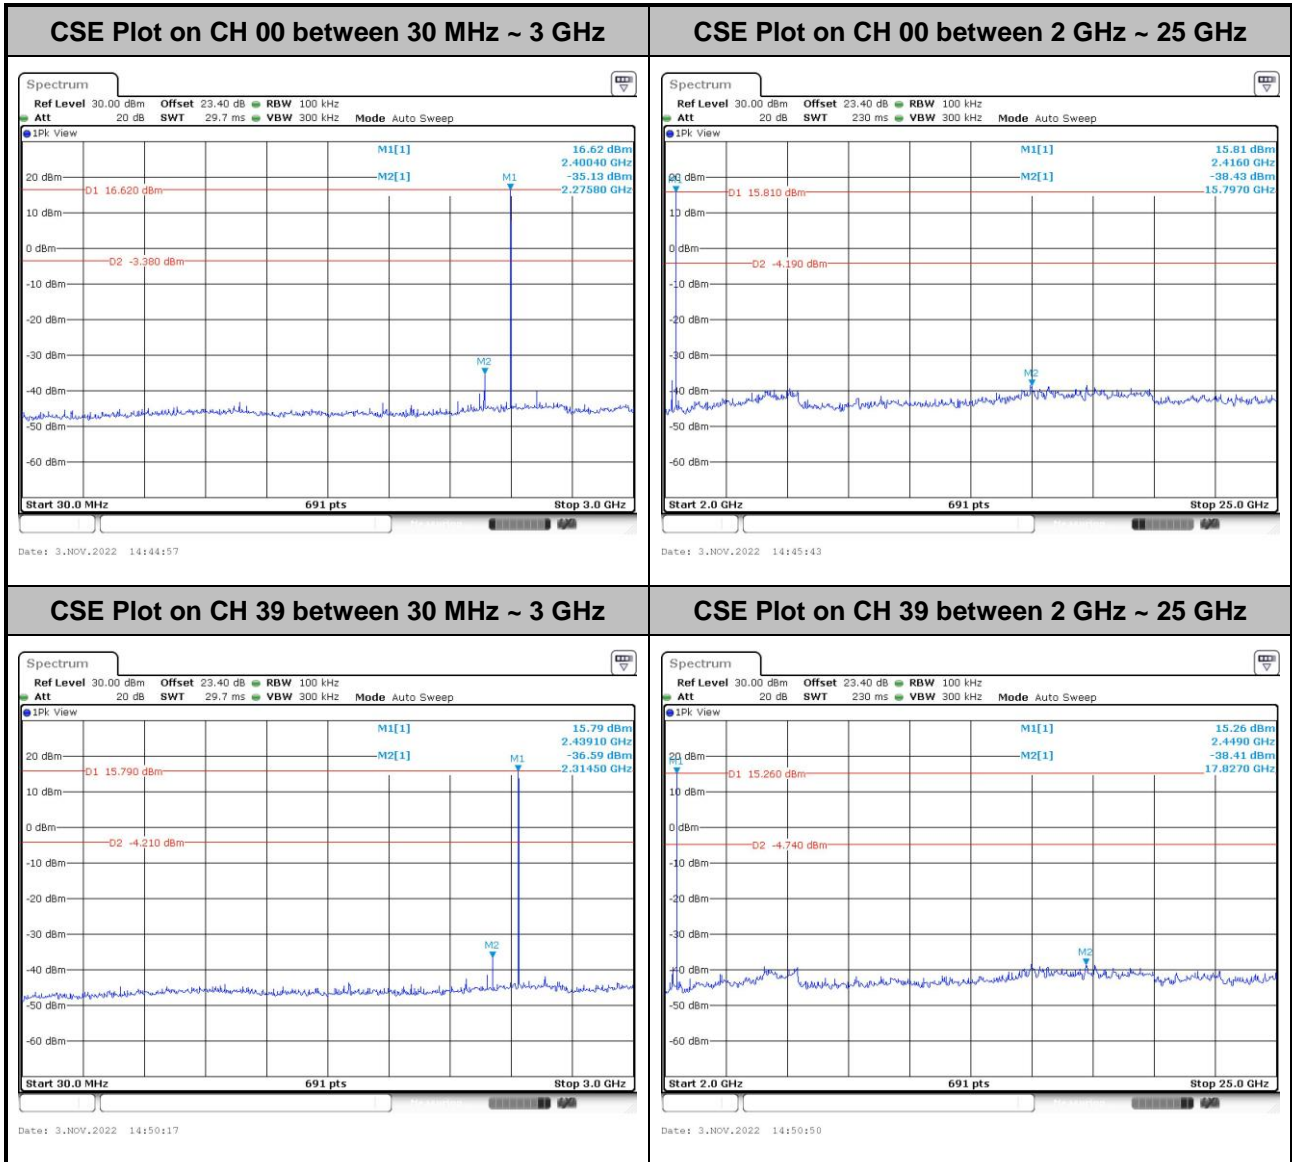 CSE Plot on CH 00 between 30 MHz ~ 3 GHz
Spectrum
Ref Level 30.00 dBm Offset 23.40 dB RBW 100 kHz
Att 20 dB SWT 29.7 ms VBW 300 kHz Mode Auto Sweep
1Pk View
M1[1] 16.62 dBm
2.40040 GHz
M2[1] -35.13 dBm
2.27580 GHz
20 dBm
D1 16.620 dBm
M1
10 dBm
0 dBm
D2 -3.380 dBm
-10 dBm
-20 dBm
-30 dBm
M2
-40 dBm
-50 dBm
-60 dBm
Start 30.0 MHz 691 pts Stop 3.0 GHz
Date: 3.NOV.2022 14:44:57
CSE Plot on CH 00 between 2 GHz ~ 25 GHz
Spectrum
Ref Level 30.00 dBm Offset 23.40 dB RBW 100 kHz
Att 20 dB SWT 230 ms VBW 300 kHz Mode Auto Sweep
1Pk View
M1[1] 15.81 dBm
2.4160 GHz
M2[1] -38.43 dBm
15.7970 GHz
20 dBm
M1
D1 15.810 dBm
10 dBm
0 dBm
D2 -4.190 dBm
-10 dBm
-20 dBm
-30 dBm
M2
-40 dBm
-50 dBm
-60 dBm
Start 2.0 GHz 691 pts Stop 25.0 GHz
Date: 3.NOV.2022 14:45:43
CSE Plot on CH 39 between 30 MHz ~ 3 GHz
Spectrum
Ref Level 30.00 dBm Offset 23.40 dB RBW 100 kHz
Att 20 dB SWT 29.7 ms VBW 300 kHz Mode Auto Sweep
1Pk View
M1[1] 15.79 dBm
2.43910 GHz
M2[1] -36.59 dBm
2.31450 GHz
20 dBm
M1
D1 15.790 dBm
10 dBm
0 dBm
D2 -4.210 dBm
-10 dBm
-20 dBm
-30 dBm
M2
-40 dBm
-50 dBm
-60 dBm
Start 30.0 MHz 691 pts Stop 3.0 GHz
Date: 3.NOV.2022 14:50:17
CSE Plot on CH 39 between 2 GHz ~ 25 GHz
Spectrum
Ref Level 30.00 dBm Offset 23.40 dB RBW 100 kHz
Att 20 dB SWT 230 ms VBW 300 kHz Mode Auto Sweep
1Pk View
M1[1] 15.26 dBm
2.4490 GHz
M2[1] -38.41 dBm
17.8270 GHz
20 dBm
M1
D1 15.260 dBm
10 dBm
0 dBm
D2 -4.740 dBm
-10 dBm
-20 dBm
-30 dBm
M2
-40 dBm
-50 dBm
-60 dBm
Start 2.0 GHz 691 pts Stop 25.0 GHz
Date: 3.NOV.2022 14:50:50